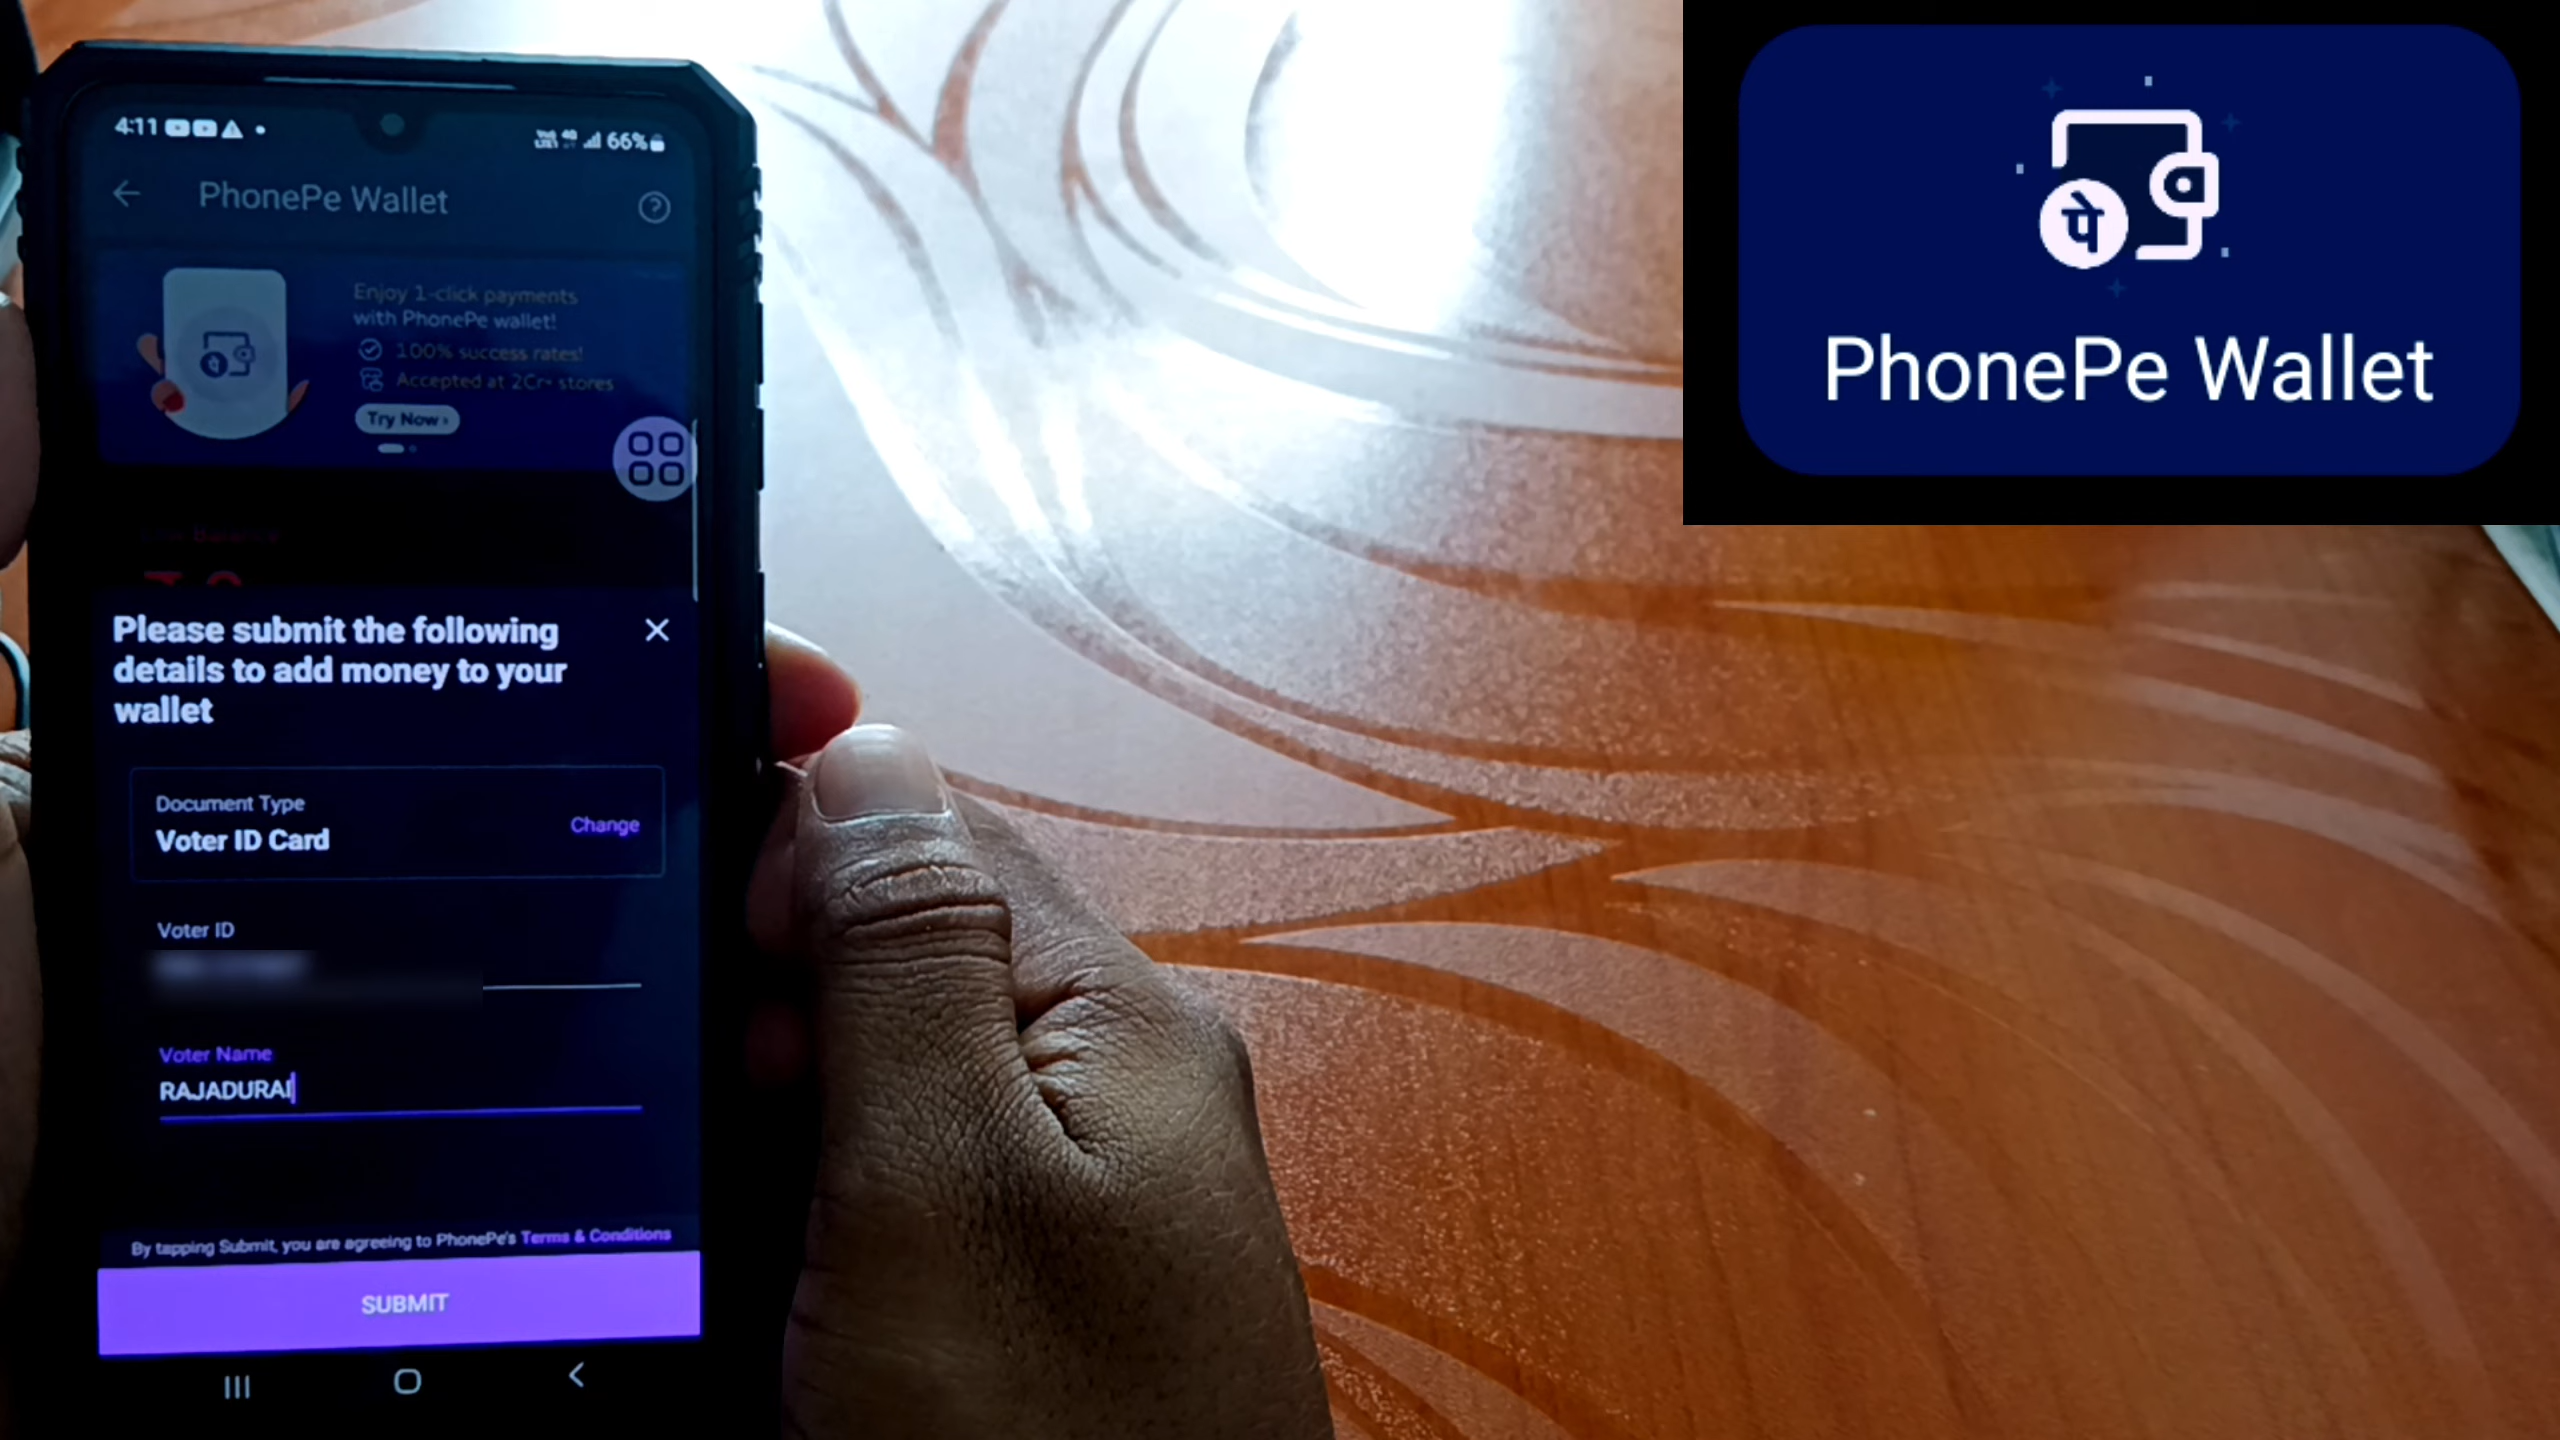 4:11
66%
PhonePe Wallet
Enjoy 1-click payments
with PhonePe wallet!
100% success rates!
Accepted at 2Cr+ stores
Try Now ›
Low Balance
Please submit the following
details to add money to your
wallet
Document Type
Voter ID Card
Change
Voter ID
Voter Name
RAJADURAI
By tapping Submit, you are agreeing to PhonePe's Terms & Conditions
SUBMIT
पे
PhonePe Wallet